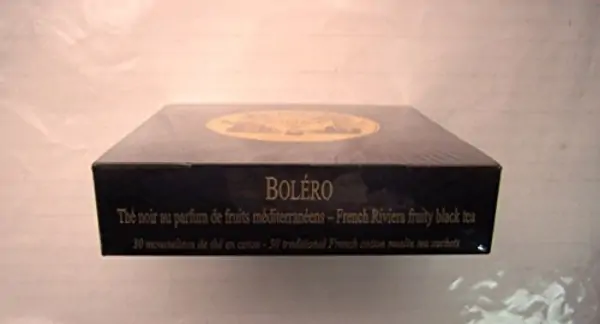 BOLÉRO
Thé noir au parfum de fruits méditerranéens – French Riviera fruity black tea
30 mousselines de thé en coton - 30 traditional French cotton muslin tea sachets